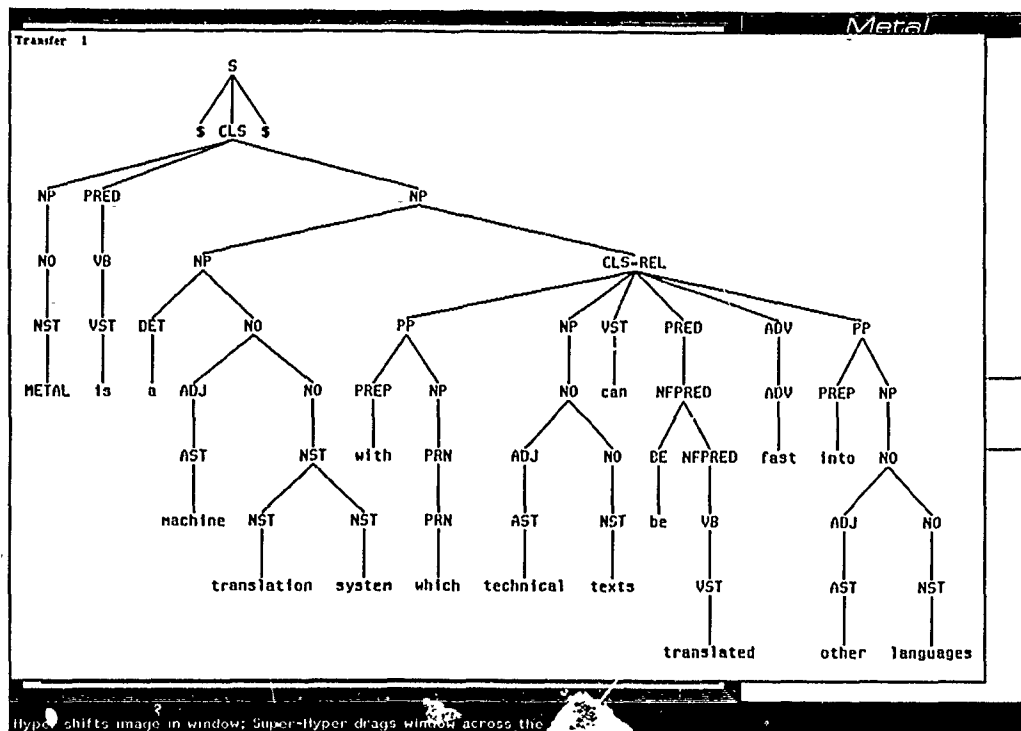 Metal
Transfer 1
S
$ CLS $
NP PRED NP
NO VB NP CLS-REL
NST VST DET NO PP NP VST PRED ADV PP
METAL is a ADJ NO PREP NP NO can NFPRED ADV PREP NP
AST NST with PRN ADJ NO BE NFPRED fast into NO
machine NST NST PRN AST NST be VB ADJ NO
translation system which technical texts VST AST NST
translated other languages
Hyper shifts image in window; Super-Hyper drags window across the